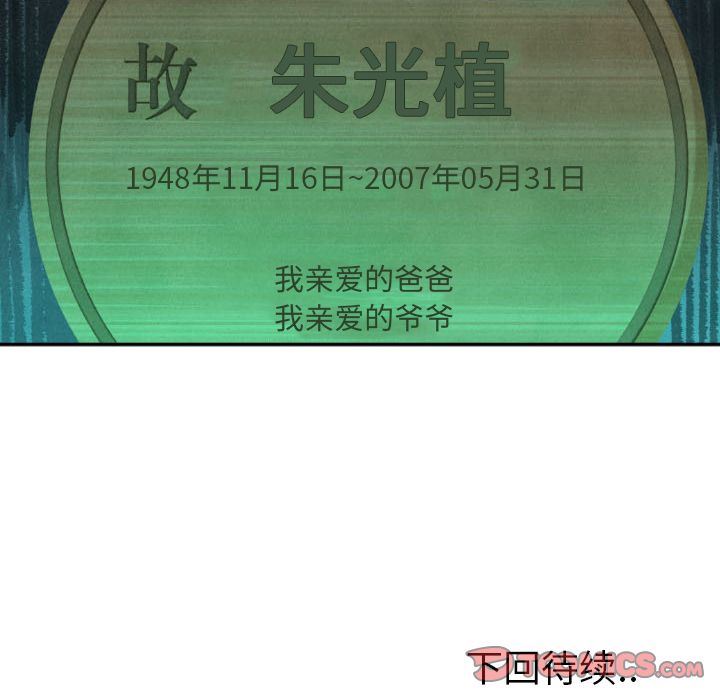 故 朱光植
1948年11月16日~2007年05月31日
我亲爱的爸爸
我亲爱的爷爷
下回待续..